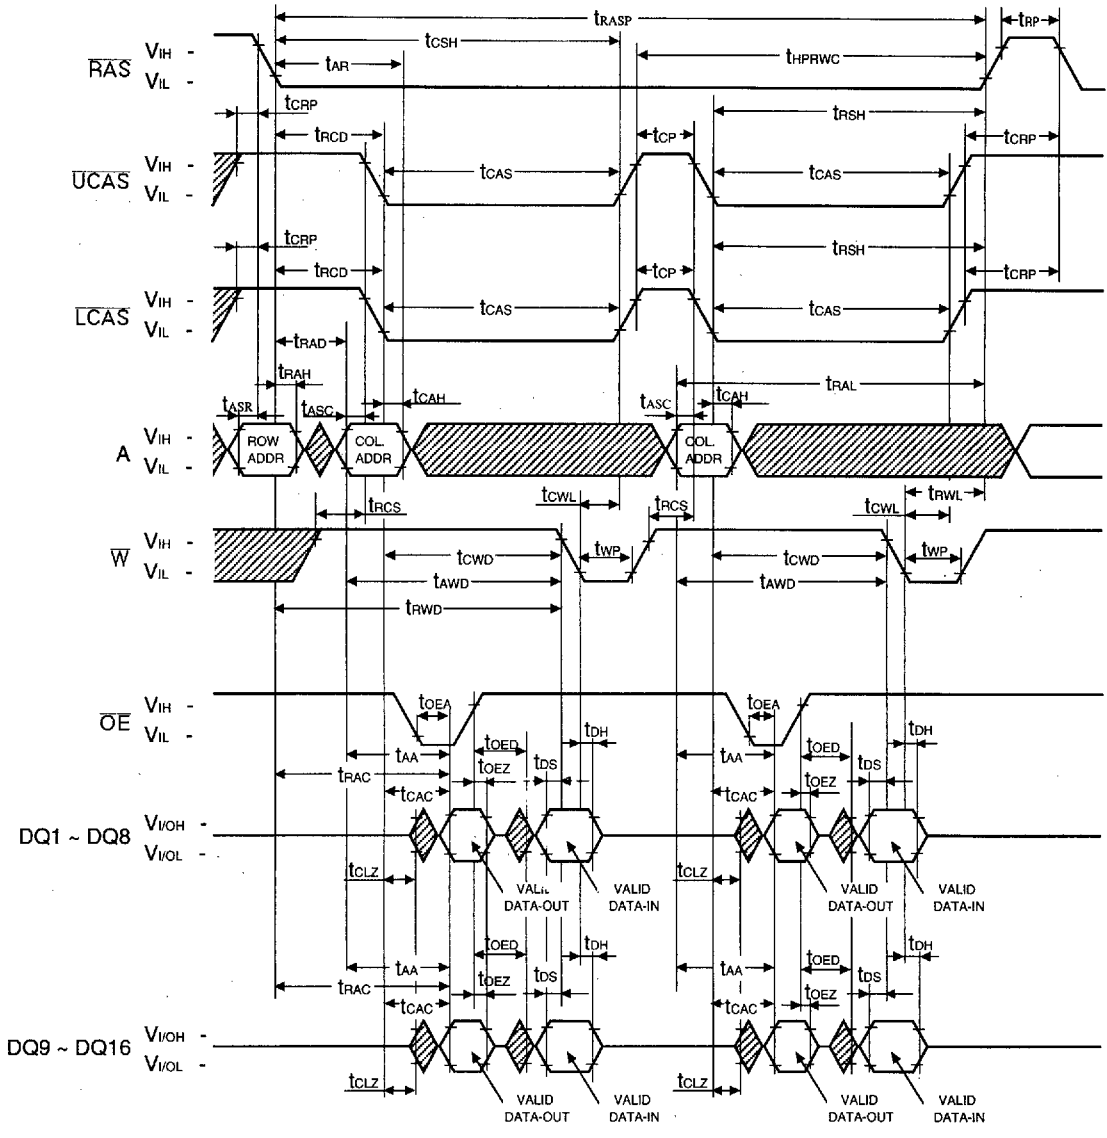 tRASP tRP
tCSH
RAS VIH - tAR tHPRWC
VIL -
tCRP tRCD tRSH
tCP tCRP
UCAS VIH - tCAS tCAS
VIL -
tCRP tRSH
tRCD tCP tCRP
LCAS VIH - tCAS tCAS
VIL -
tRAD
tRAH tRAL
tASR tASC tCAH tASC tCAH
A VIH - ROW COL. COL.
VIL - ADDR ADDR ADDR
tRCS tCWL tRCS tCWL tRWL
W VIH - tCWD tWP tCWD tWP
VIL - tAWD tAWD
tRWD
OE VIH - tOEA tOEA
VIL - tDH tDH
tAA tOED tAA tOED
tRAC tOEZ tDS tOEZ tDS
tCAC tCAC
DQ1 ~ DQ8 VI/OH -
VI/OL -
tCLZ VALID VALID tCLZ VALID VALID
DATA-OUT DATA-IN DATA-OUT DATA-IN
tOED tDH tOED tDH
tAA tDS tAA tDS
tRAC tOEZ tOEZ
tCAC tCAC
DQ9 ~ DQ16 VI/OH -
VI/OL -
tCLZ VALID VALID tCLZ VALID VALID
DATA-OUT DATA-IN DATA-OUT DATA-IN